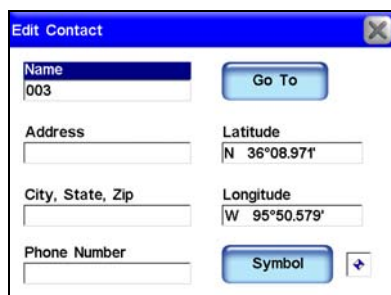 Edit Contact
Name
003
Go To
Address
Latitude
N 36°08.971'
City, State, Zip
Longitude
W 95°50.579'
Phone Number
Symbol